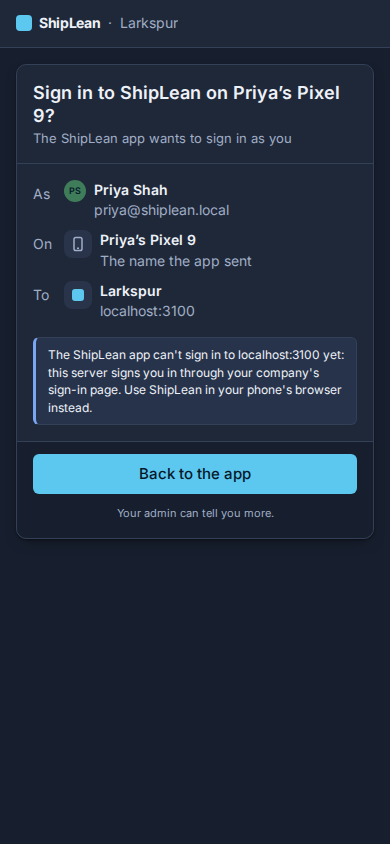 ShipLean · Larkspur
Sign in to ShipLean on Priya’s Pixel
9?
The ShipLean app wants to sign in as you
As PS Priya Shah
priya@shiplean.local
On Priya’s Pixel 9
The name the app sent
To Larkspur
localhost:3100
The ShipLean app can't sign in to localhost:3100 yet:
this server signs you in through your company's
sign-in page. Use ShipLean in your phone's browser
instead.
Back to the app
Your admin can tell you more.